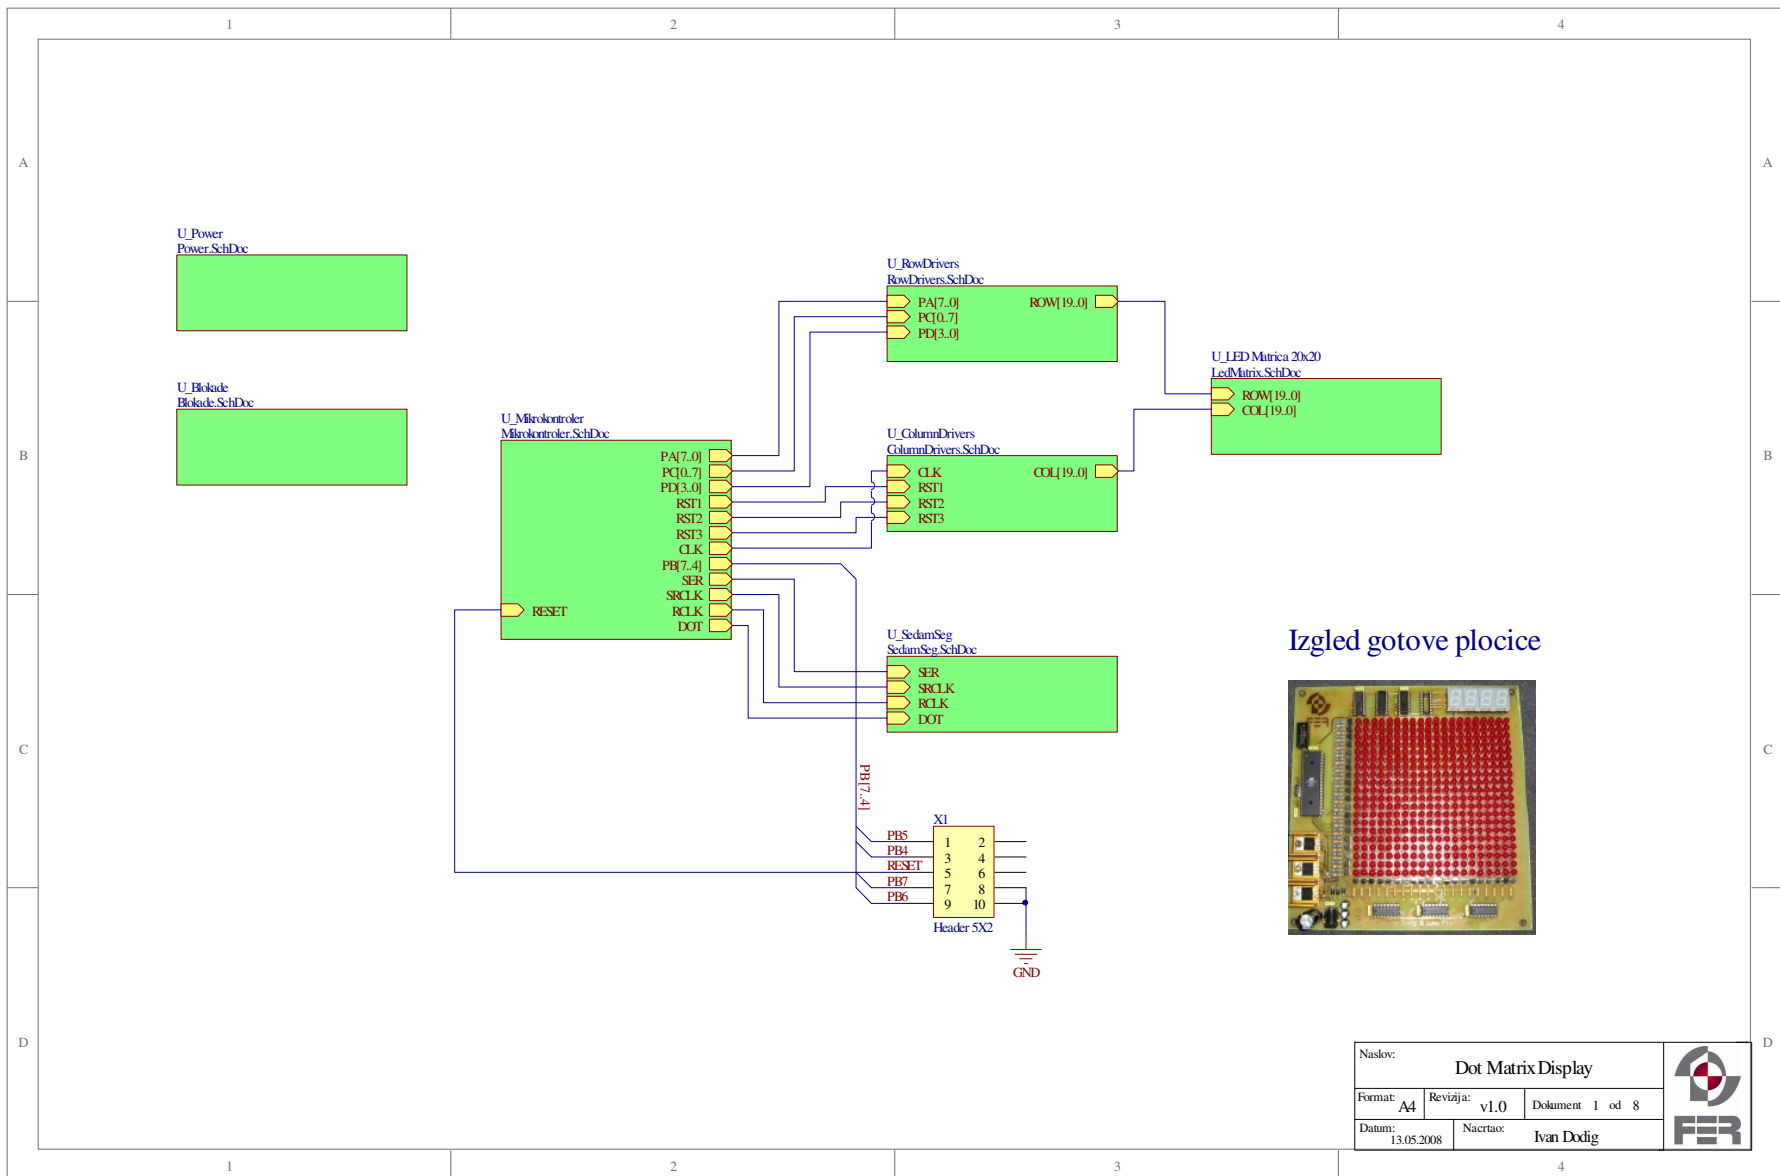 1 2 3 4
A A
U_Power
Power.SchDoc
U_RowDrivers
RowDrivers.SchDoc
PA[7..0] ROW[19..0]
PC[0..7]
PD[3..0]
U_LED Matrica 20x20
LedMatrix.SchDoc
ROW[19..0]
COL[19..0]
U_Blokade
Blokade.SchDoc
B B
U_Mikrokontroler
Mikrokontroler.SchDoc
PA[7..0]
PC[0..7]
PD[3..0]
RST1
RST2
RST3
CLK
PB[7..4]
SER
SRCLK
RCLK
DOT
RESET
U_ColumnDrivers
ColumnDrivers.SchDoc
CLK COL[19..0]
RST1
RST2
RST3
U_SedamSeg
SedamSeg.SchDoc
SER
SRCLK
RCLK
DOT
Izgled gotove plocice
FER
C C
PB[7..4]
X1
PB5 1 2
PB4 3 4
RESET 5 6
PB7 7 8
PB6 9 10
Header 5X2
GND
D D
Naslov:
Dot Matrix Display
Format: A4 Revizija: v1.0 Dokument 1 od 8
Datum: 13.05.2008 Nacrtao: Ivan Dodig
FER
1 2 3 4